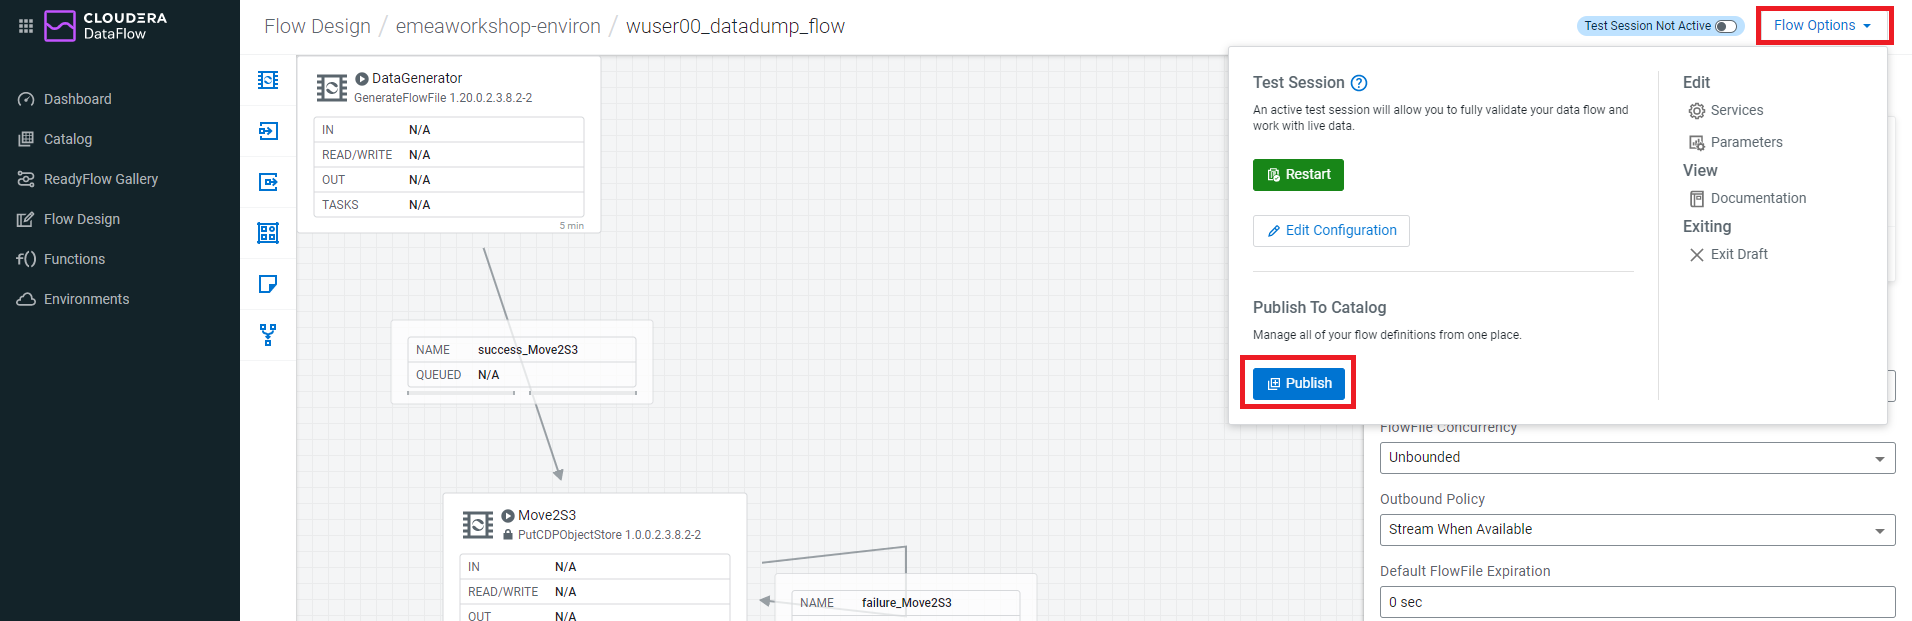 CLOUDERA
DataFlow
Dashboard
Catalog
ReadyFlow Gallery
Flow Design
Functions
Environments
Flow Design / emeaworkshop-environ / wuser00_datadump_flow
Test Session Not Active
Flow Options
DataGenerator
GenerateFlowFile 1.20.0.2.3.8.2-2
IN N/A
READ/WRITE N/A
OUT N/A
TASKS N/A
5 min
NAME success_Move2S3
QUEUED N/A
Move2S3
PutCDPObjectStore 1.0.0.2.3.8.2-2
IN N/A
READ/WRITE N/A
OUT N/A
NAME failure_Move2S3
Test Session
An active test session will allow you to fully validate your data flow and
work with live data.
Restart
Edit Configuration
Publish To Catalog
Manage all of your flow definitions from one place.
Publish
Edit
Services
Parameters
View
Documentation
Exiting
Exit Draft
FlowFile Concurrency
Unbounded
Outbound Policy
Stream When Available
Default FlowFile Expiration
0 sec